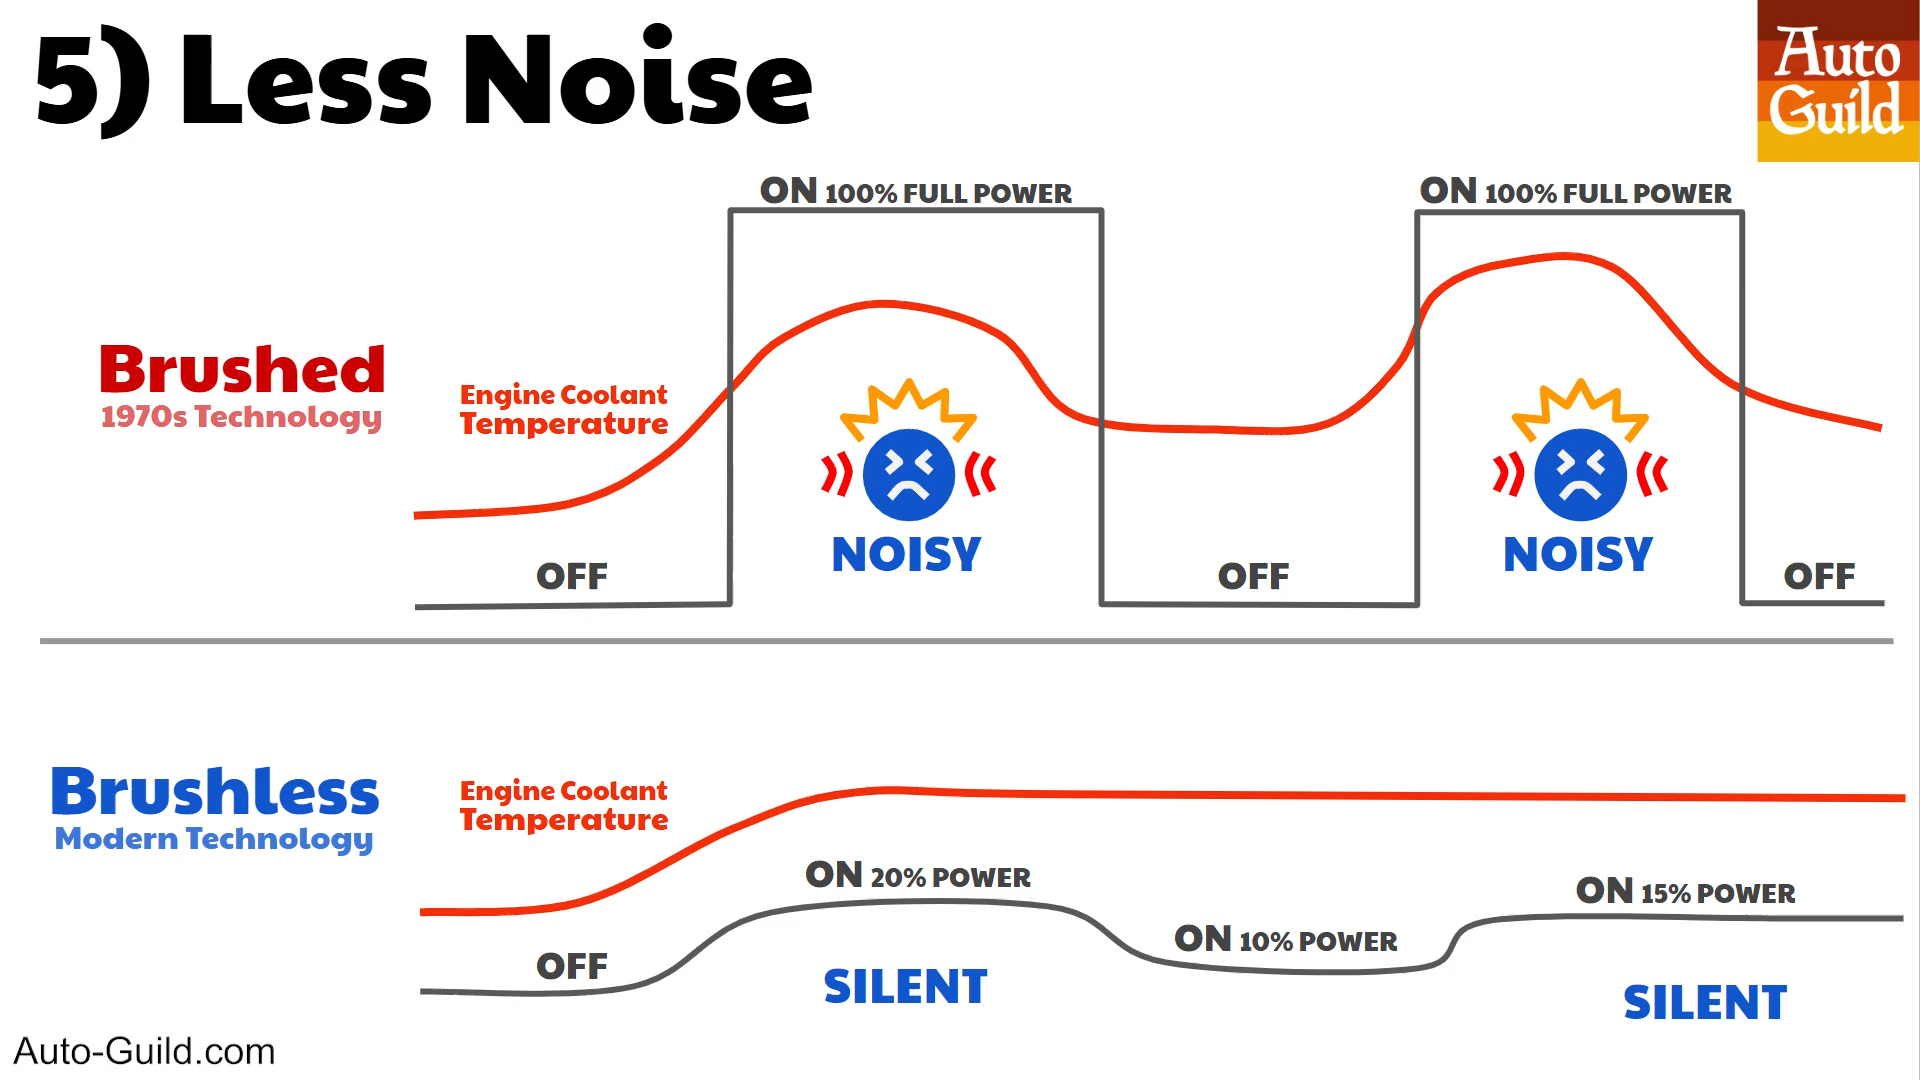 5) Less Noise
Auto
Guild
ON 100% FULL POWER
ON 100% FULL POWER
Brushed
1970s Technology
Engine Coolant
Temperature
NOISY
NOISY
OFF
OFF
OFF
Brushless
Modern Technology
Engine Coolant
Temperature
ON 20% POWER
ON 15% POWER
ON 10% POWER
OFF
SILENT
SILENT
Auto-Guild.com